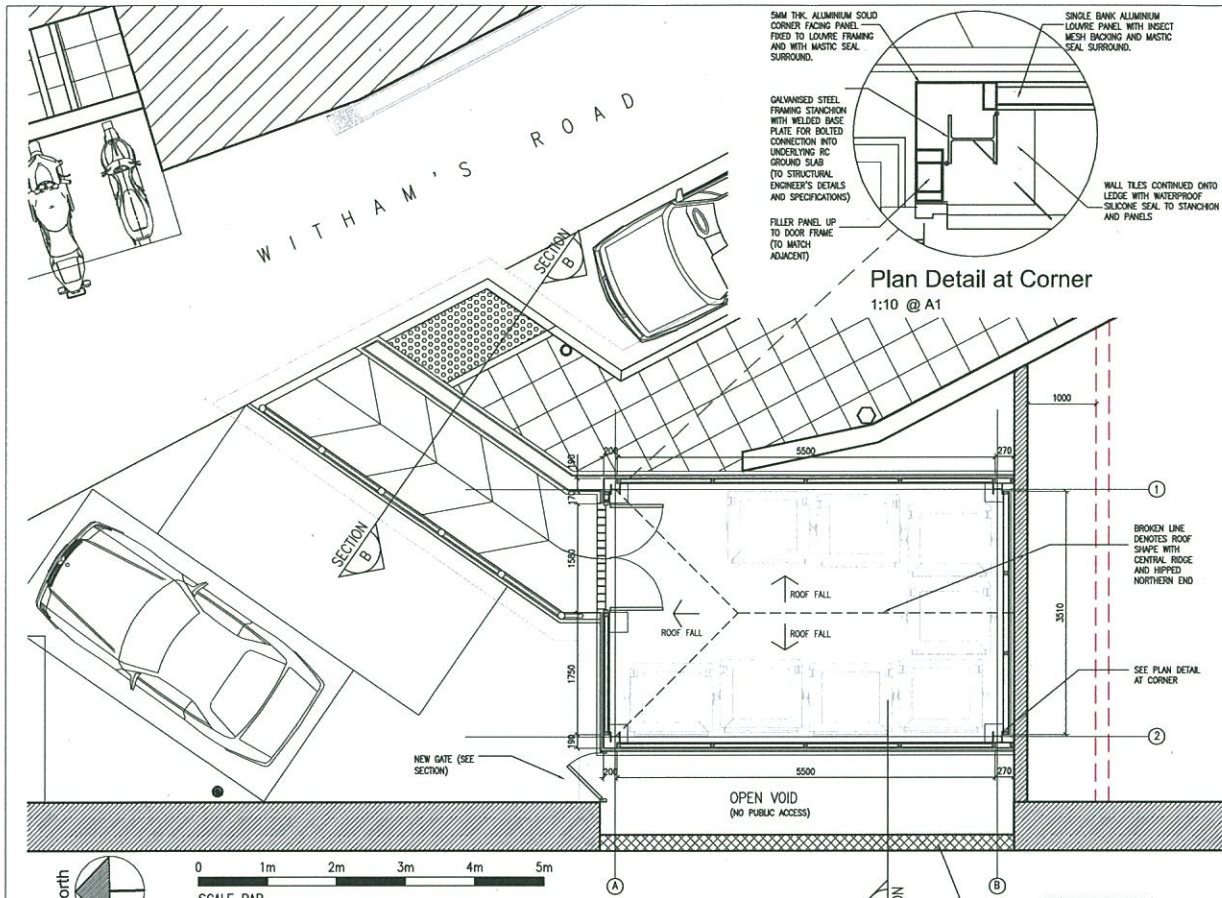 5MM THK. ALUMINIUM SOLID
CORNER FACING PANEL
FIXED TO LOUVRE FRAMING
AND WITH MASTIC SEAL
SURROUND.
SINGLE BANK ALUMINIUM
LOUVRE PANEL WITH INSECT
MESH BACKING AND MASTIC
SEAL SURROUND.
GALVANISED STEEL
FRAMING STANCHION
WITH WELDED BASE
PLATE FOR BOLTED
CONNECTION INTO
UNDERLYING RC
GROUND SLAB
(TO STRUCTURAL
ENGINEER'S DETAILS
AND SPECIFICATIONS)
WALL TILES CONTINUED ONTO
LEDGE WITH WATERPROOF
SILICONE SEAL TO STANCHION
AND PANELS
FILLER PANEL UP
TO DOOR FRAME
(TO MATCH
ADJACENT)
Plan Detail at Corner
1:10 @ A1
WITHAM'S ROAD
SECTION
B
SECTION
B
1000
200
5500
270
190
170
1580
1750
190
3510
1
2
BROKEN LINE
DENOTES ROOF
SHAPE WITH
CENTRAL RIDGE
AND HIPPED
NORTHERN END
ROOF FALL
ROOF FALL
ROOF FALL
SEE PLAN DETAIL
AT CORNER
NEW GATE (SEE
SECTION)
200
5500
270
OPEN VOID
(NO PUBLIC ACCESS)
0 1m 2m 3m 4m 5m
SCALE BAR
A
B